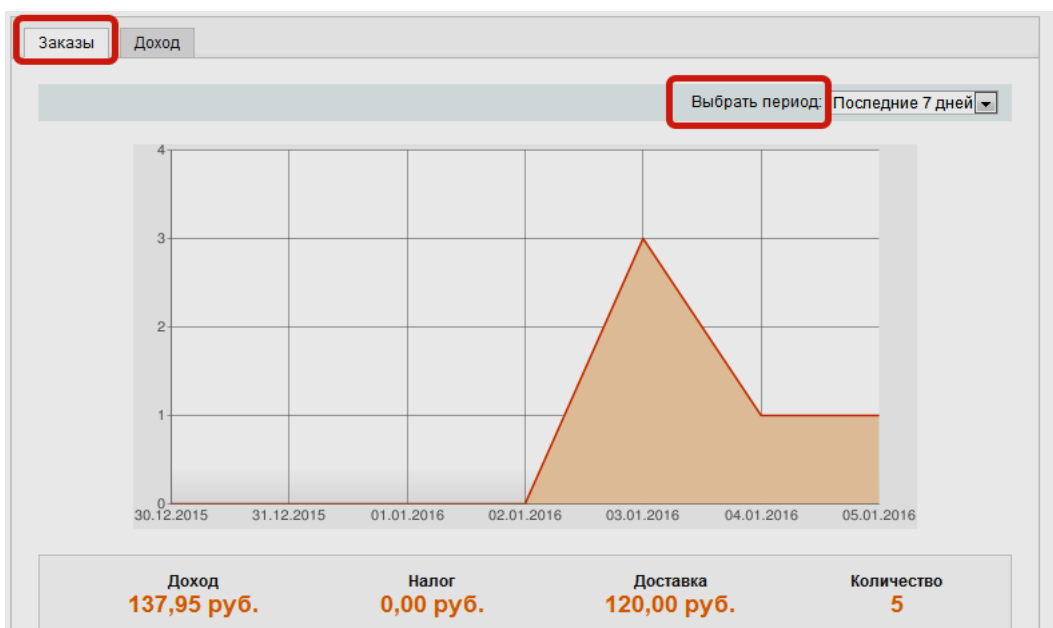 Заказы Доход
Выбрать период: Последние 7 дней
4
3
2
1
0
30.12.2015 31.12.2015 01.01.2016 02.01.2016 03.01.2016 04.01.2016 05.01.2016
Доход Налог Доставка Количество
137,95 руб. 0,00 руб. 120,00 руб. 5